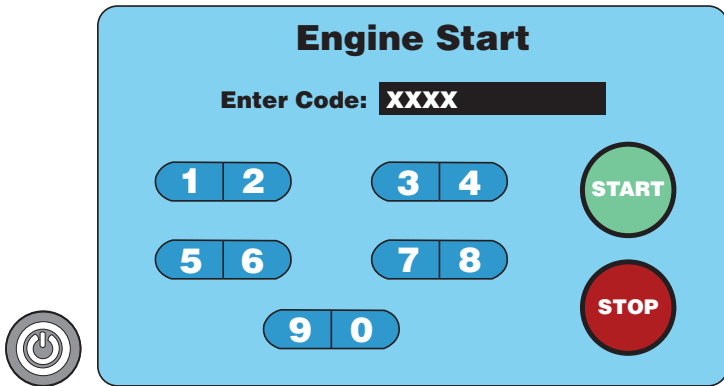 Engine Start
Enter Code: XXXX
1 2 3 4
START
5 6 7 8
STOP
9 0